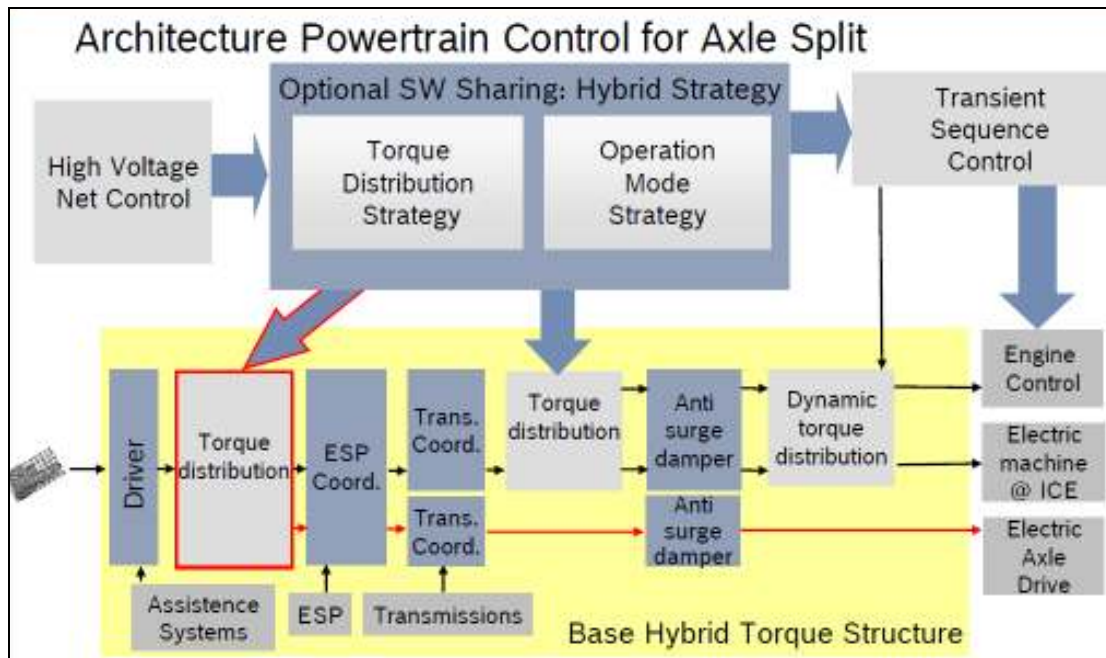 Architecture Powertrain Control for Axle Split
Optional SW Sharing: Hybrid Strategy
High Voltage
Net Control
Torque
Distribution
Strategy
Operation
Mode
Strategy
Transient
Sequence
Control
Driver
Torque
distribution
ESP
Coord.
Trans.
Coord.
Trans.
Coord.
Torque
distribution
Anti
surge
damper
Anti
surge
damper
Dynamic
torque
distribution
Engine
Control
Electric
machine
@ ICE
Electric
Axle
Drive
Assistence
Systems
ESP
Transmissions
Base Hybrid Torque Structure